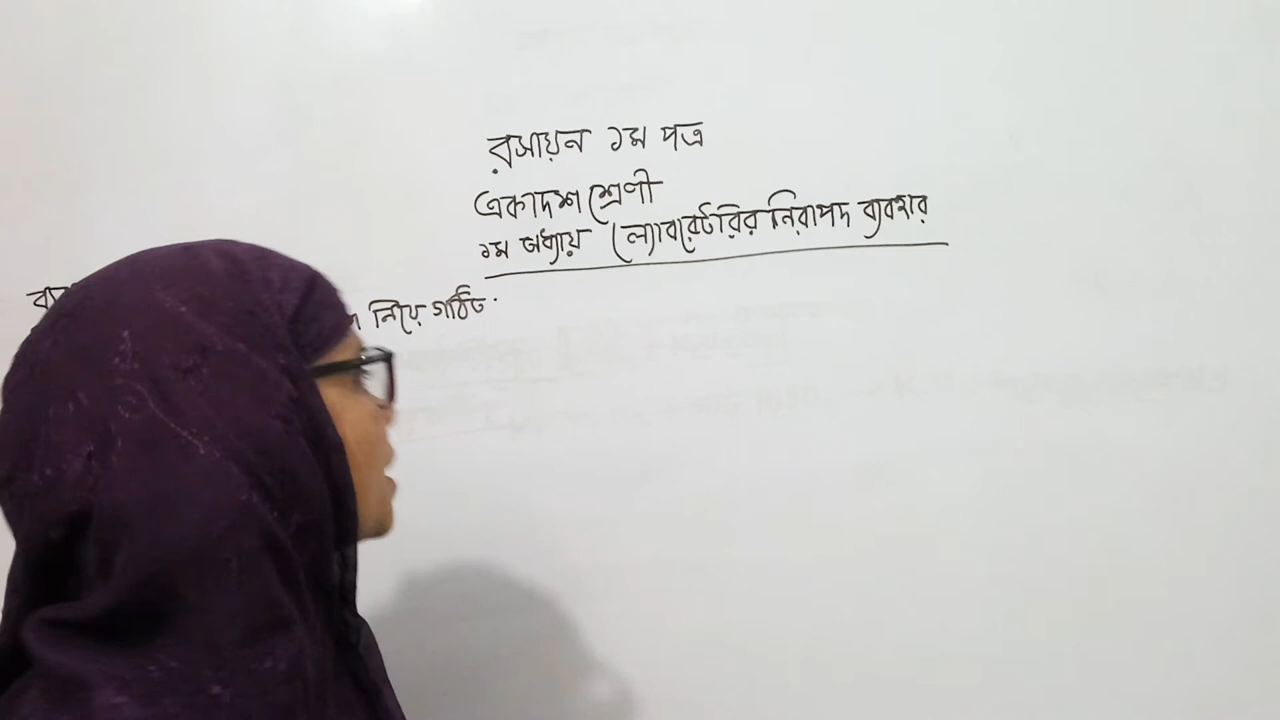 রসায়ন ১ম পত্র
একাদশ শ্রেণী
১ম অধ্যায় (ল্যাবরেটরির নিরাপদ ব্যবহার
নিয়ে গঠিত